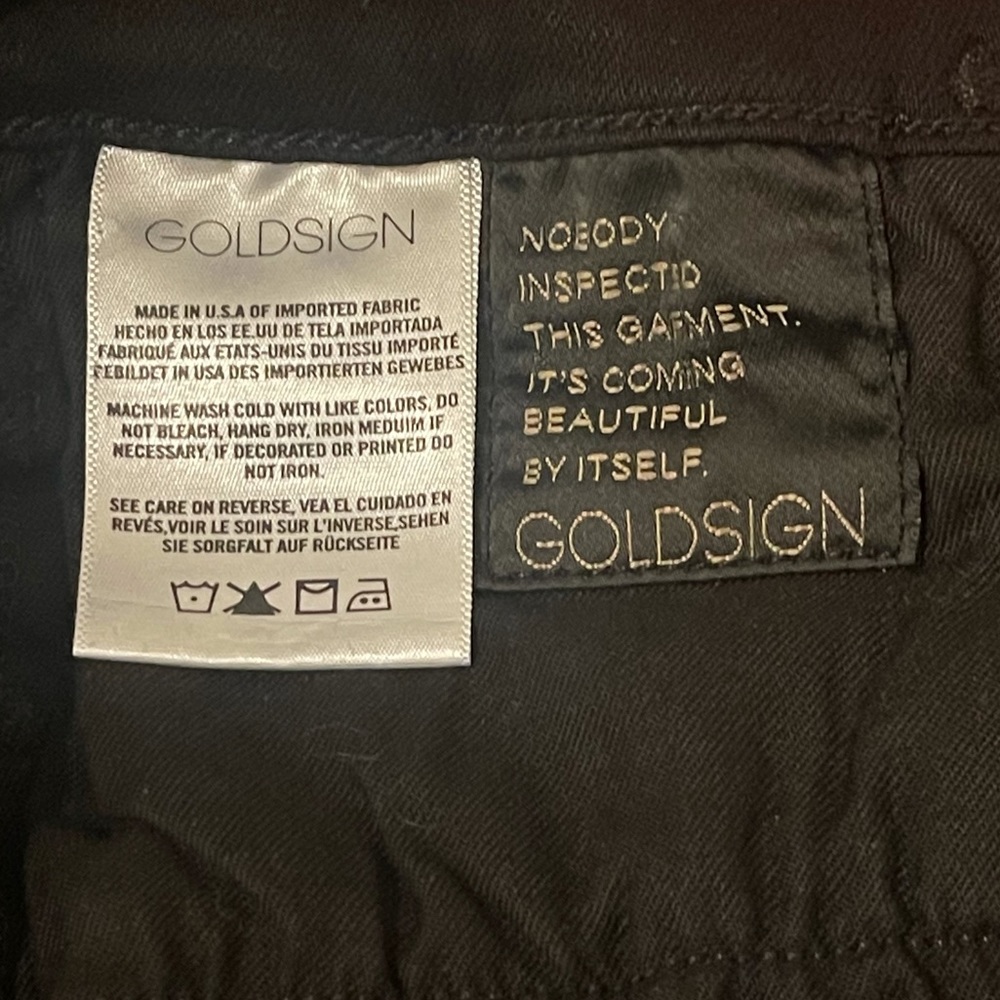 GOLDSIGN
MADE IN U.S.A OF IMPORTED FABRIC
HECHO EN LOS EE.UU DE TELA IMPORTADA
FABRIQUÉ AUX ETATS-UNIS DU TISSU IMPORTÉ
EBILDET IN USA DES IMPORTIERTEN GEWEBES
MACHINE WASH COLD WITH LIKE COLORS, DO
NOT BLEACH, HANG DRY, IRON MEDUIM IF
NECESSARY, IF DECORATED OR PRINTED DO
NOT IRON.
SEE CARE ON REVERSE, VEA EL CUIDADO EN
REVÉS,VOIR LE SOIN SUR L'INVERSE,SEHEN
SIE SORGFALT AUF RÜCKSEITE
NOBODY
INSPECTED
THIS GARMENT.
IT'S COMING
BEAUTIFUL
BY ITSELF.
GOLDSIGN